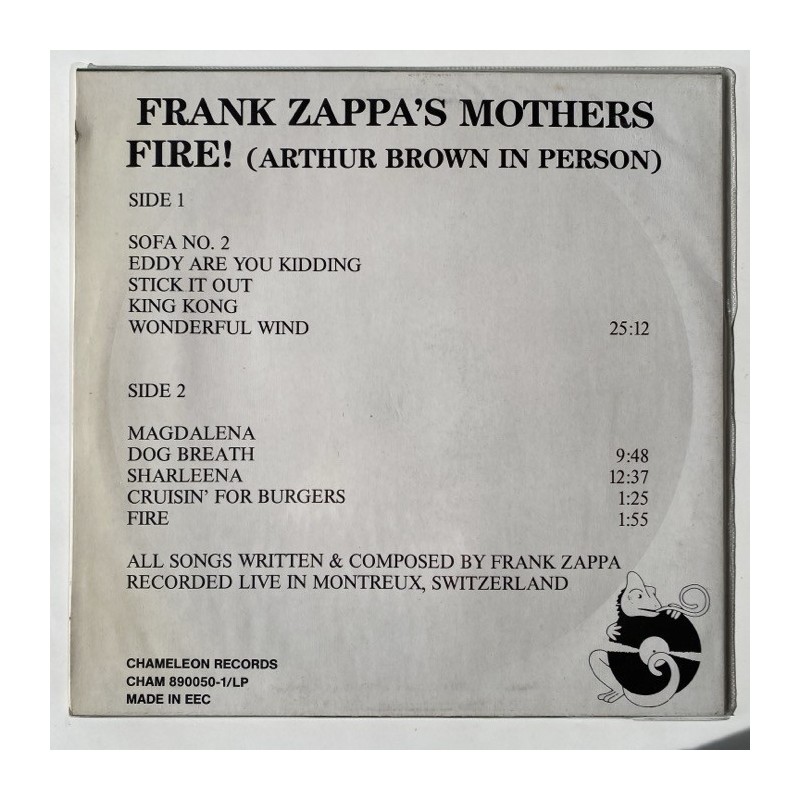 FRANK ZAPPA'S MOTHERS
FIRE! (ARTHUR BROWN IN PERSON)
SIDE 1
SOFA NO. 2
EDDY ARE YOU KIDDING
STICK IT OUT
KING KONG
WONDERFUL WIND 25:12
SIDE 2
MAGDALENA
DOG BREATH 9:48
SHARLEENA 12:37
CRUISIN' FOR BURGERS 1:25
FIRE 1:55
ALL SONGS WRITTEN & COMPOSED BY FRANK ZAPPA
RECORDED LIVE IN MONTREUX, SWITZERLAND
CHAMELEON RECORDS
CHAM 890050-1/LP
MADE IN EEC